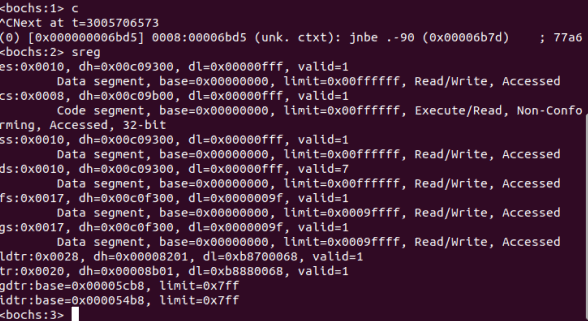 <bochs:1> c
^CNext at t=3005706573
(0) [0x000000006bd5] 0008:00006bd5 (unk. ctxt): jnbe .-90 (0x00006b7d)    ; 77a6
<bochs:2> sreg
es:0x0010, dh=0x00c09300, dl=0x00000fff, valid=1
        Data segment, base=0x00000000, limit=0x00ffffff, Read/Write, Accessed
cs:0x0008, dh=0x00c09b00, dl=0x00000fff, valid=1
        Code segment, base=0x00000000, limit=0x00ffffff, Execute/Read, Non-Confo
rming, Accessed, 32-bit
ss:0x0010, dh=0x00c09300, dl=0x00000fff, valid=1
        Data segment, base=0x00000000, limit=0x00ffffff, Read/Write, Accessed
ds:0x0010, dh=0x00c09300, dl=0x00000fff, valid=7
        Data segment, base=0x00000000, limit=0x00ffffff, Read/Write, Accessed
fs:0x0017, dh=0x00c0f300, dl=0x0000009f, valid=1
        Data segment, base=0x00000000, limit=0x0009ffff, Read/Write, Accessed
gs:0x0017, dh=0x00c0f300, dl=0x0000009f, valid=1
        Data segment, base=0x00000000, limit=0x0009ffff, Read/Write, Accessed
ldtr:0x0028, dh=0x00008201, dl=0xb8700068, valid=1
tr:0x0020, dh=0x00008b01, dl=0xb8880068, valid=1
gdtr:base=0x00005cb8, limit=0x7ff
idtr:base=0x000054b8, limit=0x7ff
<bochs:3>